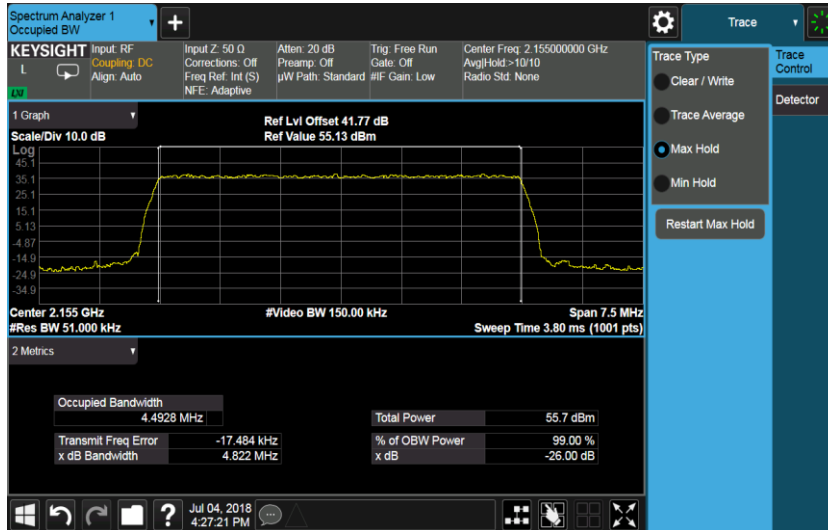 Spectrum Analyzer 1
Occupied BW
+
Trace
KEYSIGHT
L
LXI
Input: RF
Coupling: DC
Align: Auto
Input Z: 50 Ω
Corrections: Off
Freq Ref: Int (S)
NFE: Adaptive
Atten: 20 dB
Preamp: Off
µW Path: Standard
Trig: Free Run
Gate: Off
#IF Gain: Low
Center Freq: 2.155000000 GHz
Avg|Hold:>10/10
Radio Std: None
Trace Type
Clear / Write
Trace Average
Max Hold
Min Hold
Restart Max Hold
Trace
Control
Detector
1 Graph
Scale/Div 10.0 dB
Ref Lvl Offset 41.77 dB
Ref Value 55.13 dBm
Log
45.1
35.1
25.1
15.1
5.13
-4.87
-14.9
-24.9
-34.9
Center 2.155 GHz
#Video BW 150.00 kHz
Span 7.5 MHz
#Res BW 51.000 kHz
Sweep Time 3.80 ms (1001 pts)
2 Metrics
Occupied Bandwidth
4.4928 MHz
Total Power 55.7 dBm
Transmit Freq Error -17.484 kHz
% of OBW Power 99.00 %
x dB Bandwidth 4.822 MHz
x dB -26.00 dB
?
Jul 04, 2018
4:27:21 PM